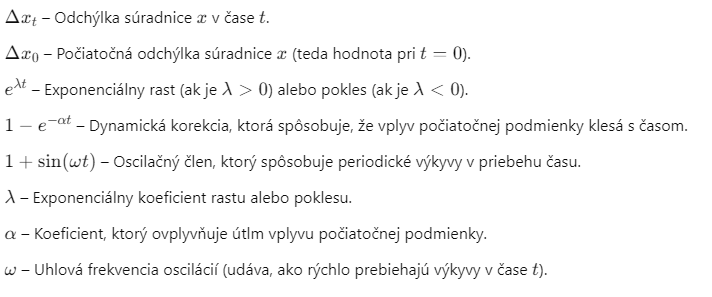 Δxₜ – Odchýlka súradnice x v čase t.
Δx₀ – Počiatočná odchýlka súradnice x (teda hodnota pri t = 0).
e^{λt} – Exponenciálny rast (ak je λ > 0) alebo pokles (ak je λ < 0).
1 − e^{−αt} – Dynamická korekcia, ktorá spôsobuje, že vplyv počiatočnej podmienky klesá s časom.
1 + sin(ωt) – Oscilačný člen, ktorý spôsobuje periodické výkyvy v priebehu času.
λ – Exponenciálny koeficient rastu alebo poklesu.
α – Koeficient, ktorý ovplyvňuje útlm vplyvu počiatočnej podmienky.
ω – Uhlová frekvencia oscilácií (udáva, ako rýchlo prebiehajú výkyvy v čase t).